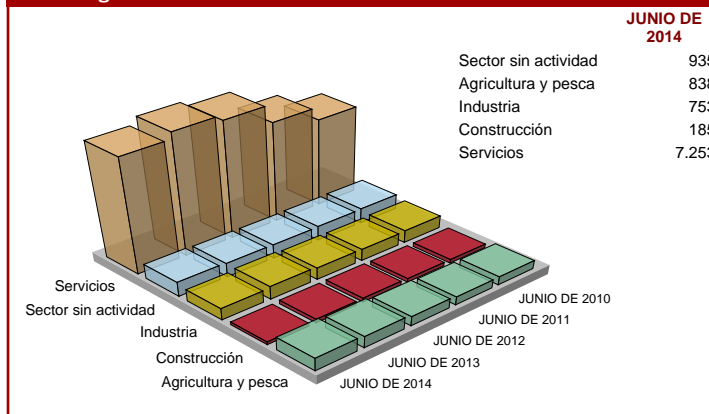 JUNIO DE
2014
Sector sin actividad 935
Agricultura y pesca 838
Industria 753
Construcción 185
Servicios 7.253
Servicios
Sector sin actividad
Industria
Construcción
Agricultura y pesca
JUNIO DE 2010
JUNIO DE 2011
JUNIO DE 2012
JUNIO DE 2013
JUNIO DE 2014